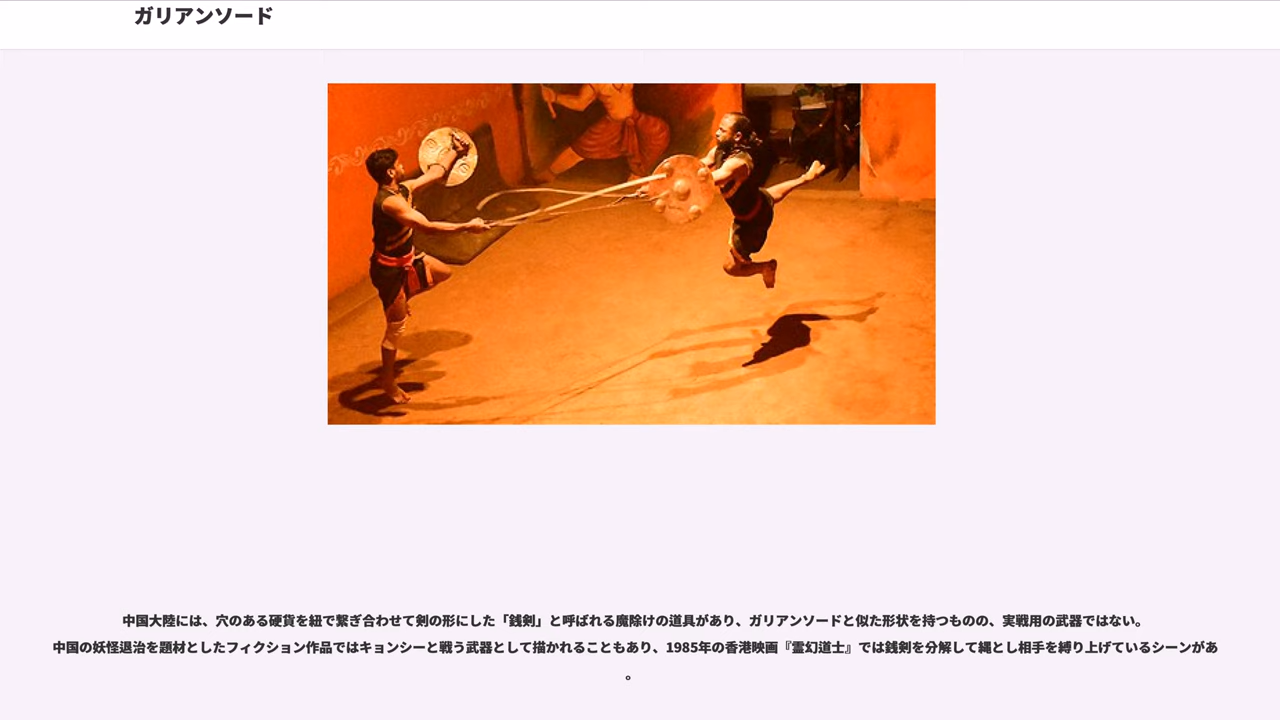 ガリアンソード
中国大陸には、穴のある硬貨を紐で繋ぎ合わせて剣の形にした「銭剣」と呼ばれる魔除けの道具があり、ガリアンソードと似た形状を持つものの、実戦用の武器ではない。
中国の妖怪退治を題材としたフィクション作品ではキョンシーと戦う武器として描かれることもあり、1985年の香港映画『霊幻道士』では銭剣を分解して縄とし相手を縛り上げているシーンがあ
。